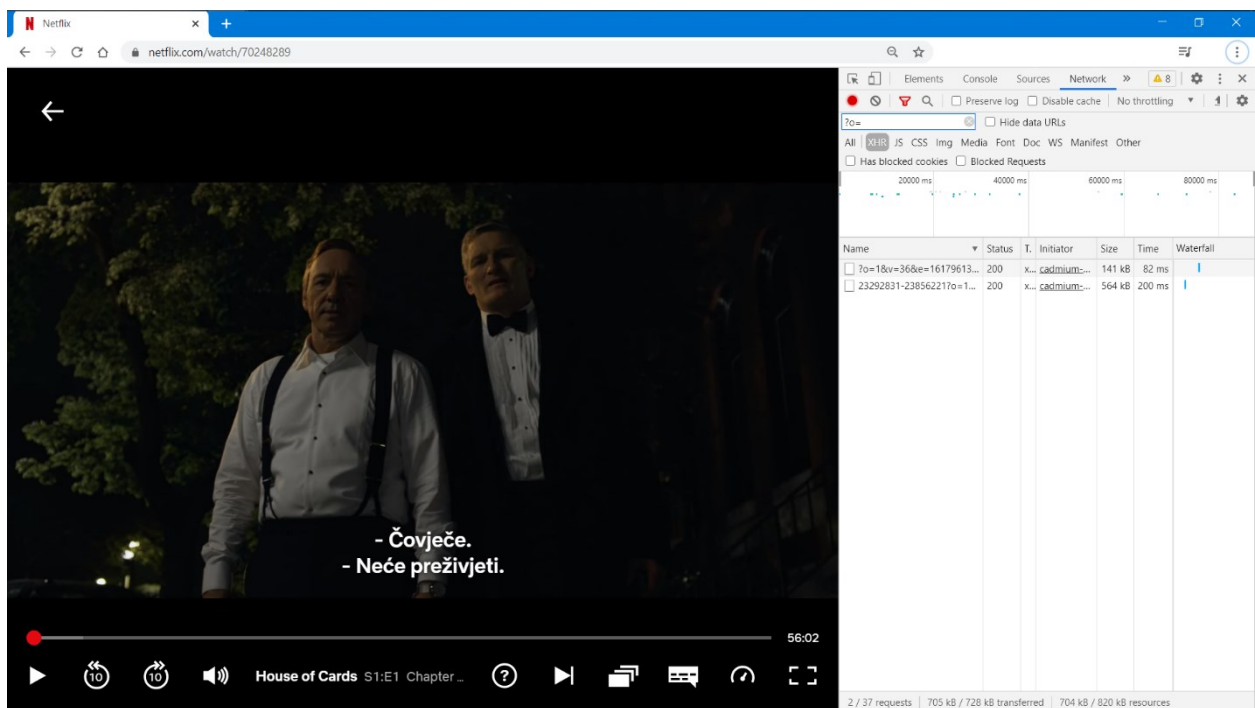 Netflix
netflix.com/watch/70248289
Elements Console Sources Network » 8
Preserve log Disable cache No throttling
?o=
Hide data URLs
All XHR JS CSS Img Media Font Doc WS Manifest Other
Has blocked cookies Blocked Requests
20000 ms 40000 ms 60000 ms 80000 ms
Name Status T. Initiator Size Time Waterfall
?o=1&v=36&e=16179613... 200 x... cadmium-... 141 kB 82 ms
23292831-23856221?o=1... 200 x... cadmium-... 564 kB 200 ms
- Čovječe.
- Neće preživjeti.
56:02
10 10 House of Cards S1:E1 Chapter ...
2 / 37 requests 705 kB / 728 kB transferred 704 kB / 820 kB resources